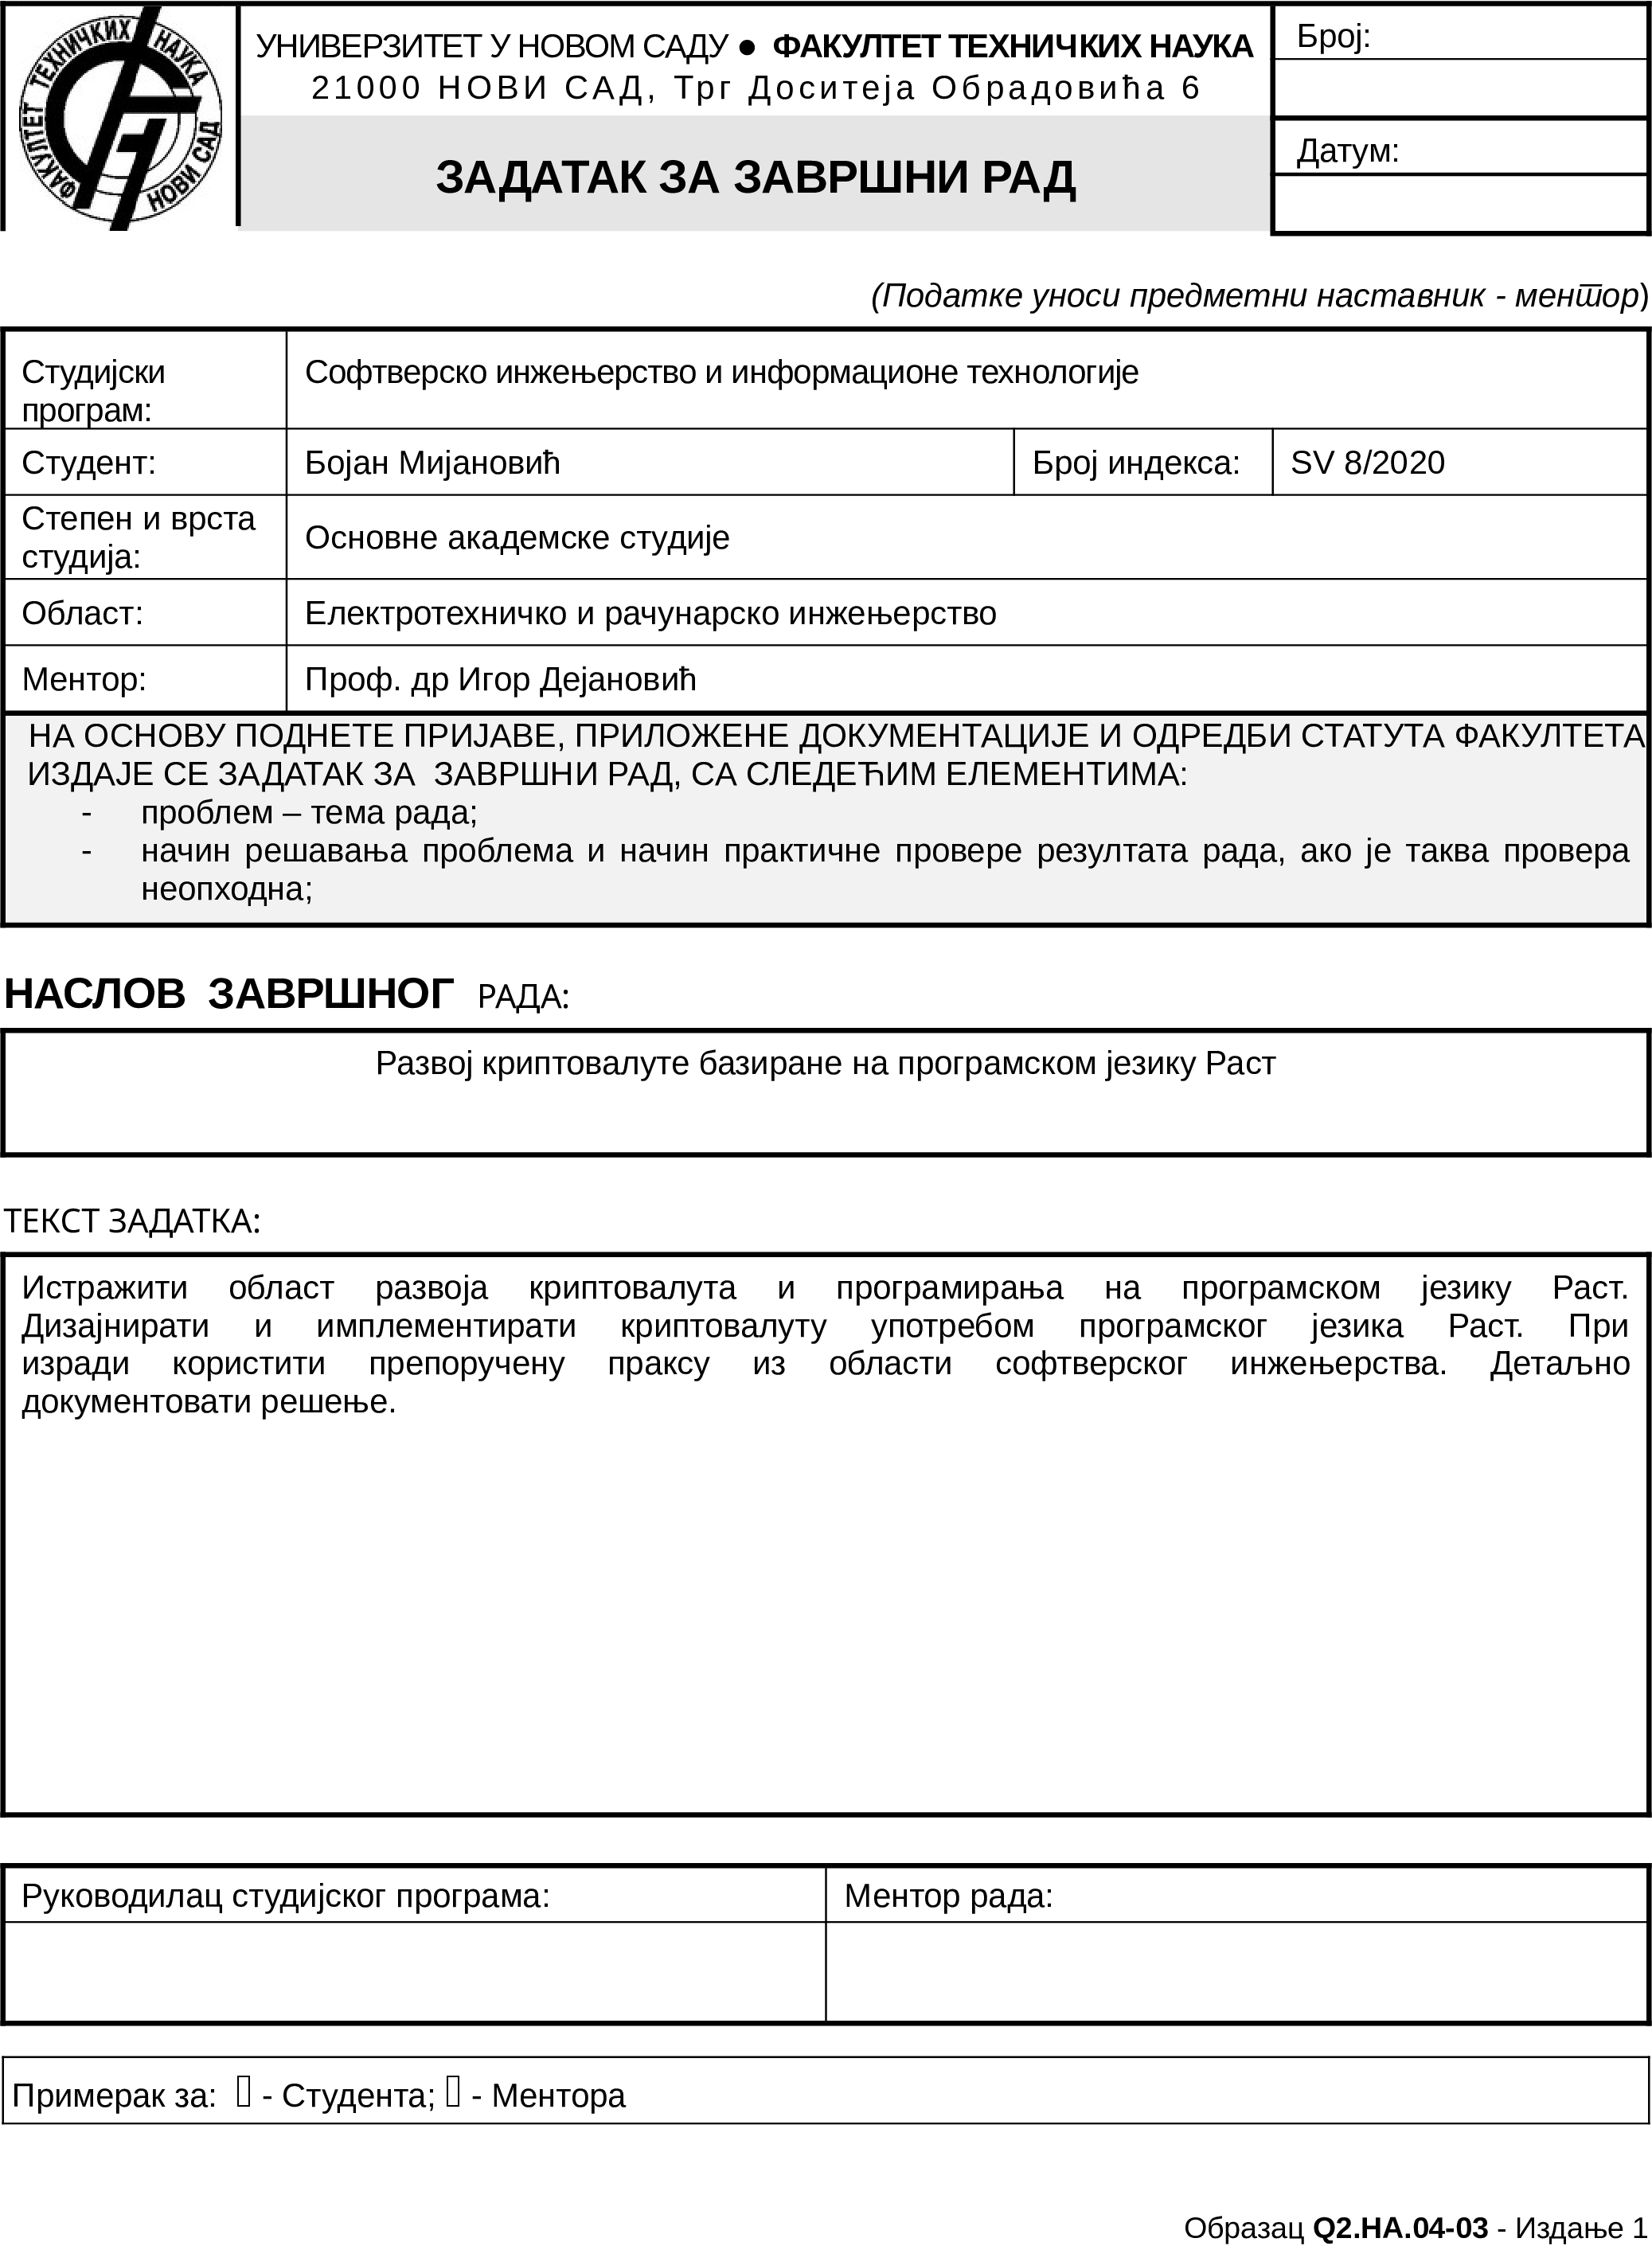 ФАКУЛТЕТ ТЕХНИЧКИХ НАУКА
НОВИ САД
УНИВЕРЗИТЕТ У НОВОМ САДУ ● ФАКУЛТЕТ ТЕХНИЧКИХ НАУКА
21000 НОВИ САД, Трг Доситеја Обрадовића 6
ЗАДАТАК ЗА ЗАВРШНИ РАД
Број:
Датум:
(Податке уноси предметни наставник - ментор)
Студијски
програм:
Софтверско инжењерство и информационе технологије
Студент:
Бојан Мијановић
Број индекса:
SV 8/2020
Степен и врста
студија:
Основне академске студије
Област:
Електротехничко и рачунарско инжењерство
Ментор:
Проф. др Игор Дејановић
НА ОСНОВУ ПОДНЕТЕ ПРИЈАВЕ, ПРИЛОЖЕНЕ ДОКУМЕНТАЦИЈЕ И ОДРЕДБИ СТАТУТА ФАКУЛТЕТА
ИЗДАЈЕ СЕ ЗАДАТАК ЗА ЗАВРШНИ РАД, СА СЛЕДЕЋИМ ЕЛЕМЕНТИМА:
- проблем – тема рада;
- начин решавања проблема и начин практичне провере резултата рада, ако је таква провера
неопходна;
НАСЛОВ ЗАВРШНОГ РАДА:
Развој криптовалуте базиране на програмском језику Раст
ТЕКСТ ЗАДАТКА:
Истражити област развоја криптовалута и програмирања на програмском језику Раст.
Дизајнирати и имплементирати криптовалуту употребом програмског језика Раст. При
изради користити препоручену праксу из области софтверског инжењерства. Детаљно
документовати решење.
Руководилац студијског програма:
Ментор рада:
Примерак за: ▯ - Студента; ▯ - Ментора
Образац Q2.НА.04-03 - Издање 1